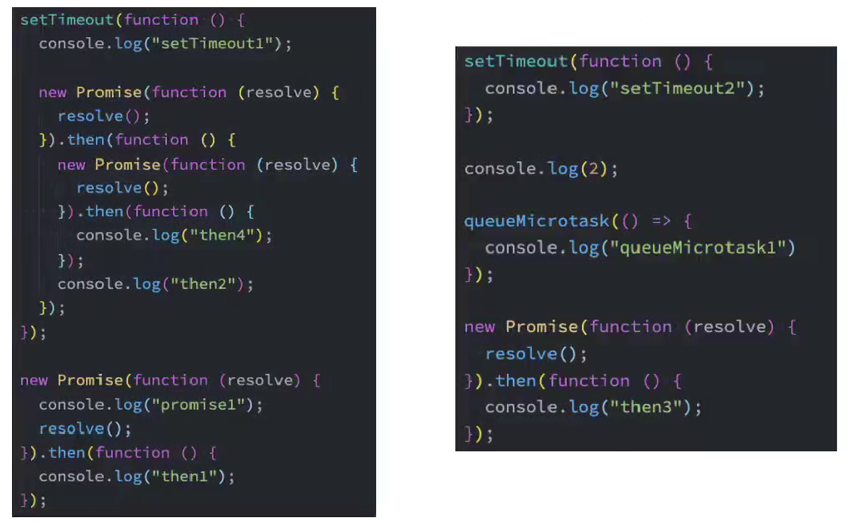 setTimeout(function () {
  console.log("setTimeout1");

  new Promise(function (resolve) {
    resolve();
  }).then(function () {
    new Promise(function (resolve) {
      resolve();
    }).then(function () {
      console.log("then4");
    });
    console.log("then2");
  });
});

new Promise(function (resolve) {
  console.log("promise1");
  resolve();
}).then(function () {
  console.log("then1");
});

setTimeout(function () {
  console.log("setTimeout2");
});

console.log(2);

queueMicrotask(() => {
  console.log("queueMicrotask1")
});

new Promise(function (resolve) {
  resolve();
}).then(function () {
  console.log("then3");
});